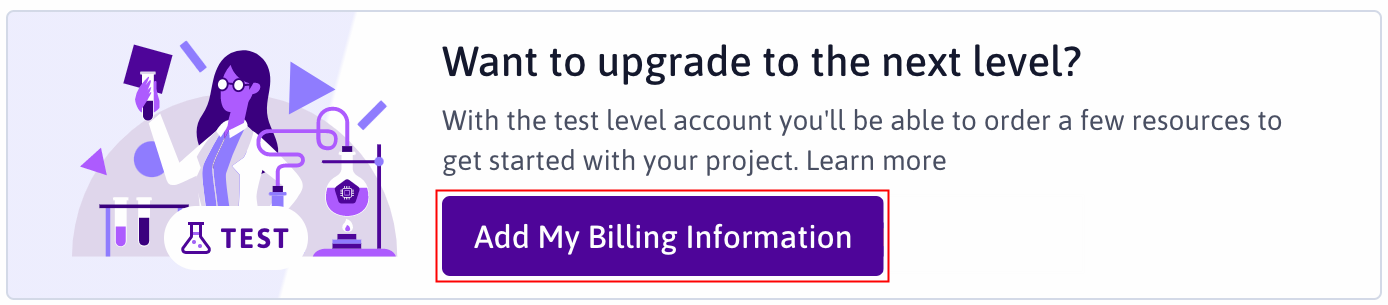 Want to upgrade to the next level?
With the test level account you'll be able to order a few resources to
get started with your project. Learn more
Add My Billing Information
TEST